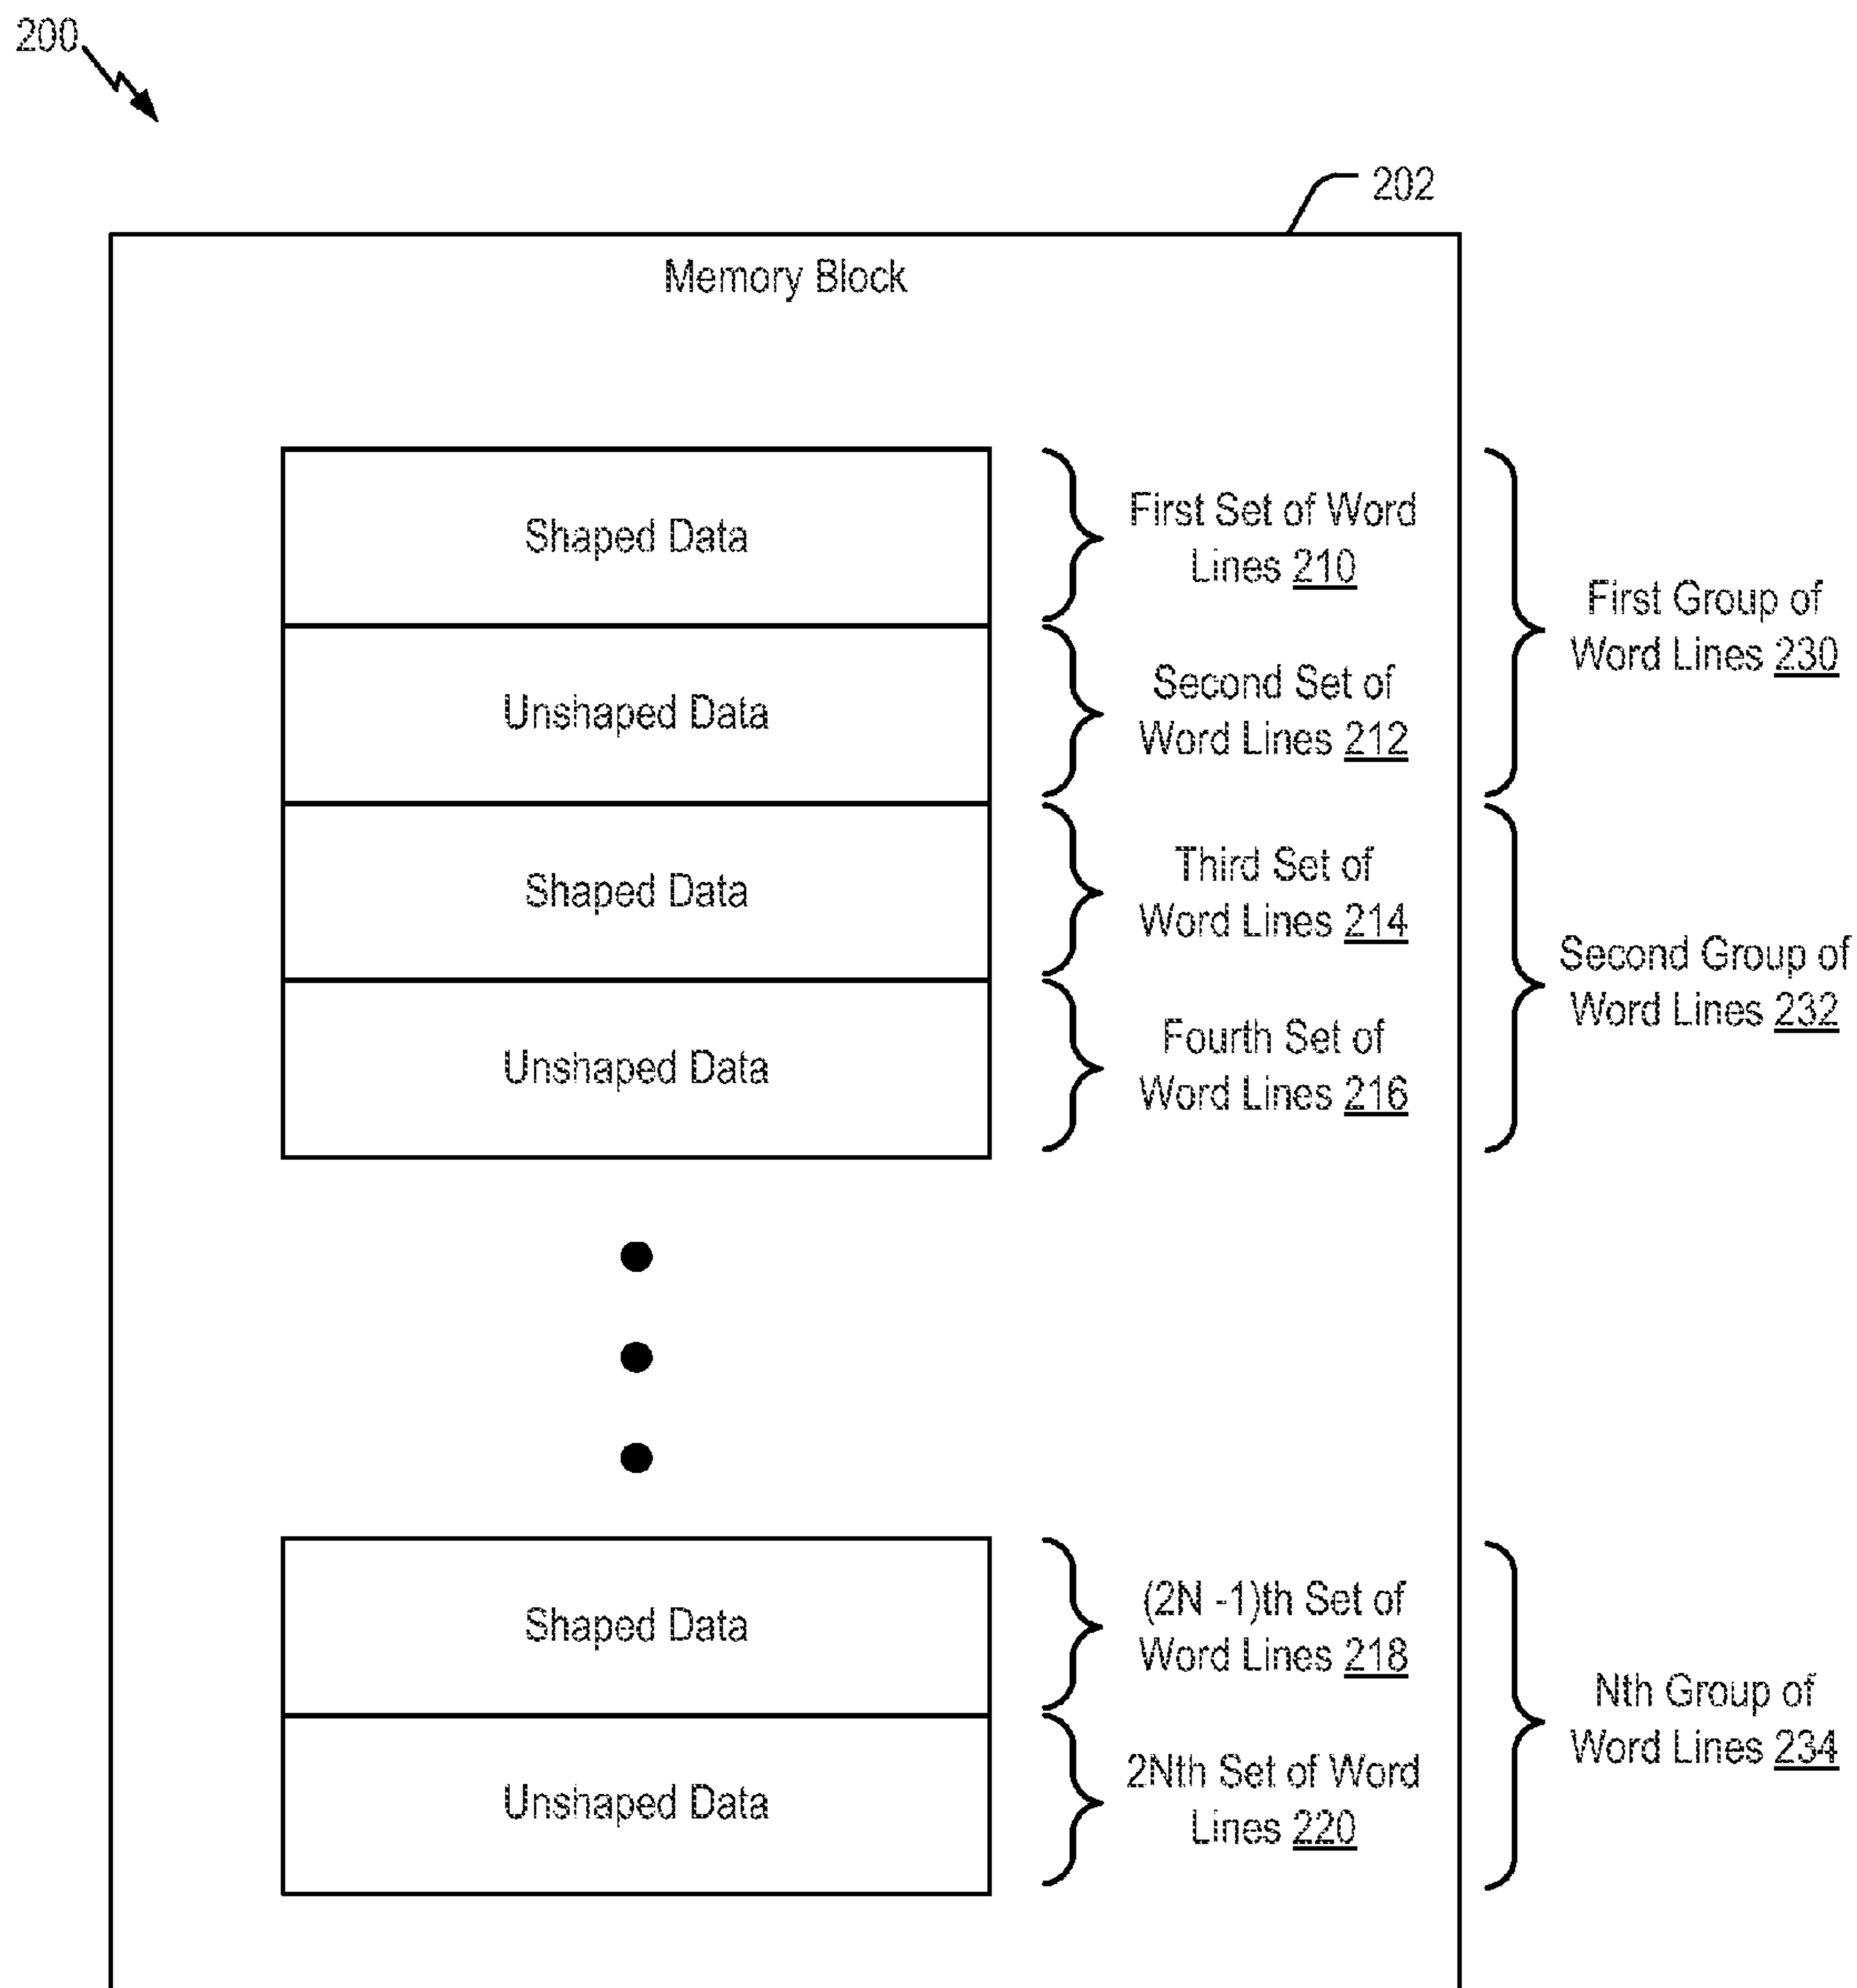 200
202
Memory Block
Shaped Data
First Set of Word
Lines 210
First Group of
Word Lines 230
Unshaped Data
Second Set of
Word Lines 212
Shaped Data
Third Set of
Word Lines 214
Second Group of
Word Lines 232
Unshaped Data
Fourth Set of
Word Lines 216
Shaped Data
(2N -1)th Set of
Word Lines 218
Nth Group of
Word Lines 234
Unshaped Data
2Nth Set of Word
Lines 220